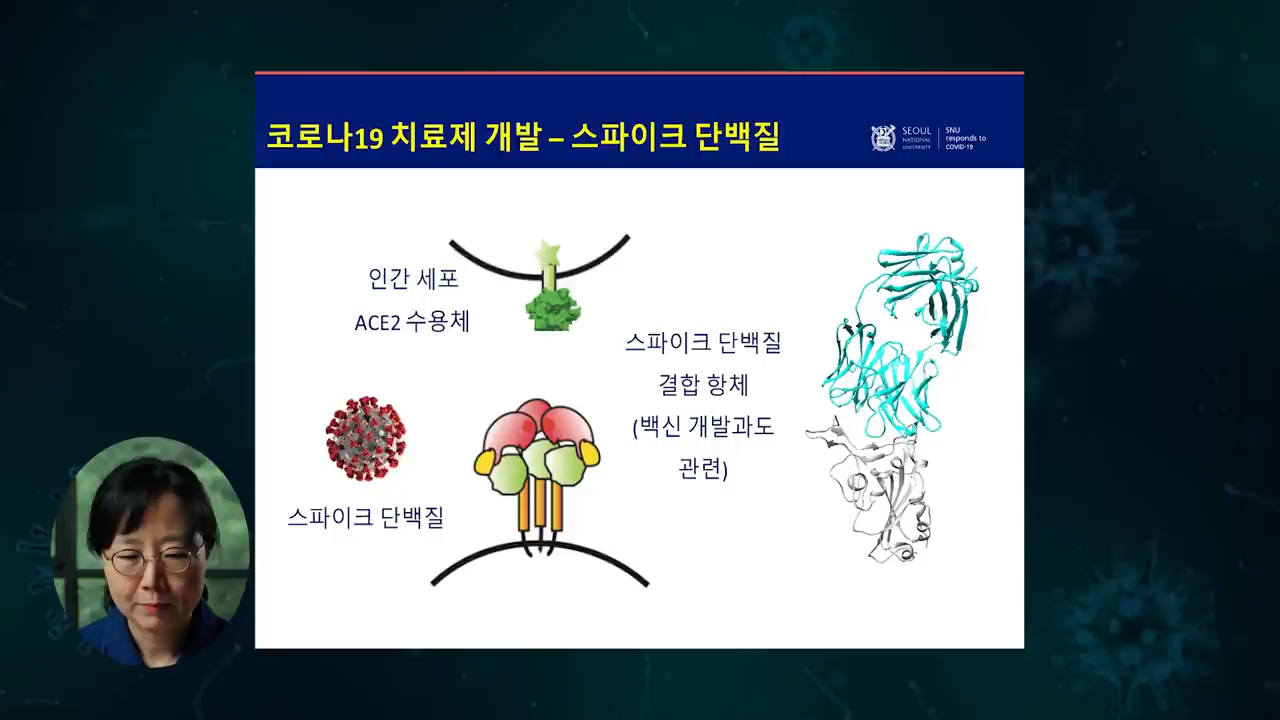 코로나19 치료제 개발 – 스파이크 단백질
SEOUL
NATIONAL
UNIVERSITY
SNU
responds to
COVID-19
인간 세포
ACE2 수용체
스파이크 단백질
결합 항체
(백신 개발과도
관련)
스파이크 단백질